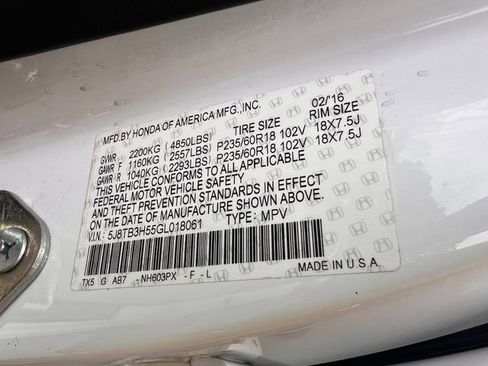 MFD.BY HONDA OF AMERICA MFG.,INC. 02/'16
GVWR 2200KG (4850LBS) TIRE SIZE RIM SIZE
GAWR F 1160KG (2557LBS) P235/60R18 102V 18X7.5J
GAWR R 1040KG (2293LBS) P235/60R18 102V 18X7.5J
THIS VEHICLE CONFORMS TO ALL APPLICABLE
FEDERAL MOTOR VEHICLE SAFETY
AND THEFT PREVENTION STANDARDS IN EFFECT
ON THE DATE OF MANUFACTURE SHOWN ABOVE.
V.I.N: 5J8TB3H55GL018061 TYPE: MPV
TX5 G AB7 -NH603PX -F -L MADE IN U.S.A.